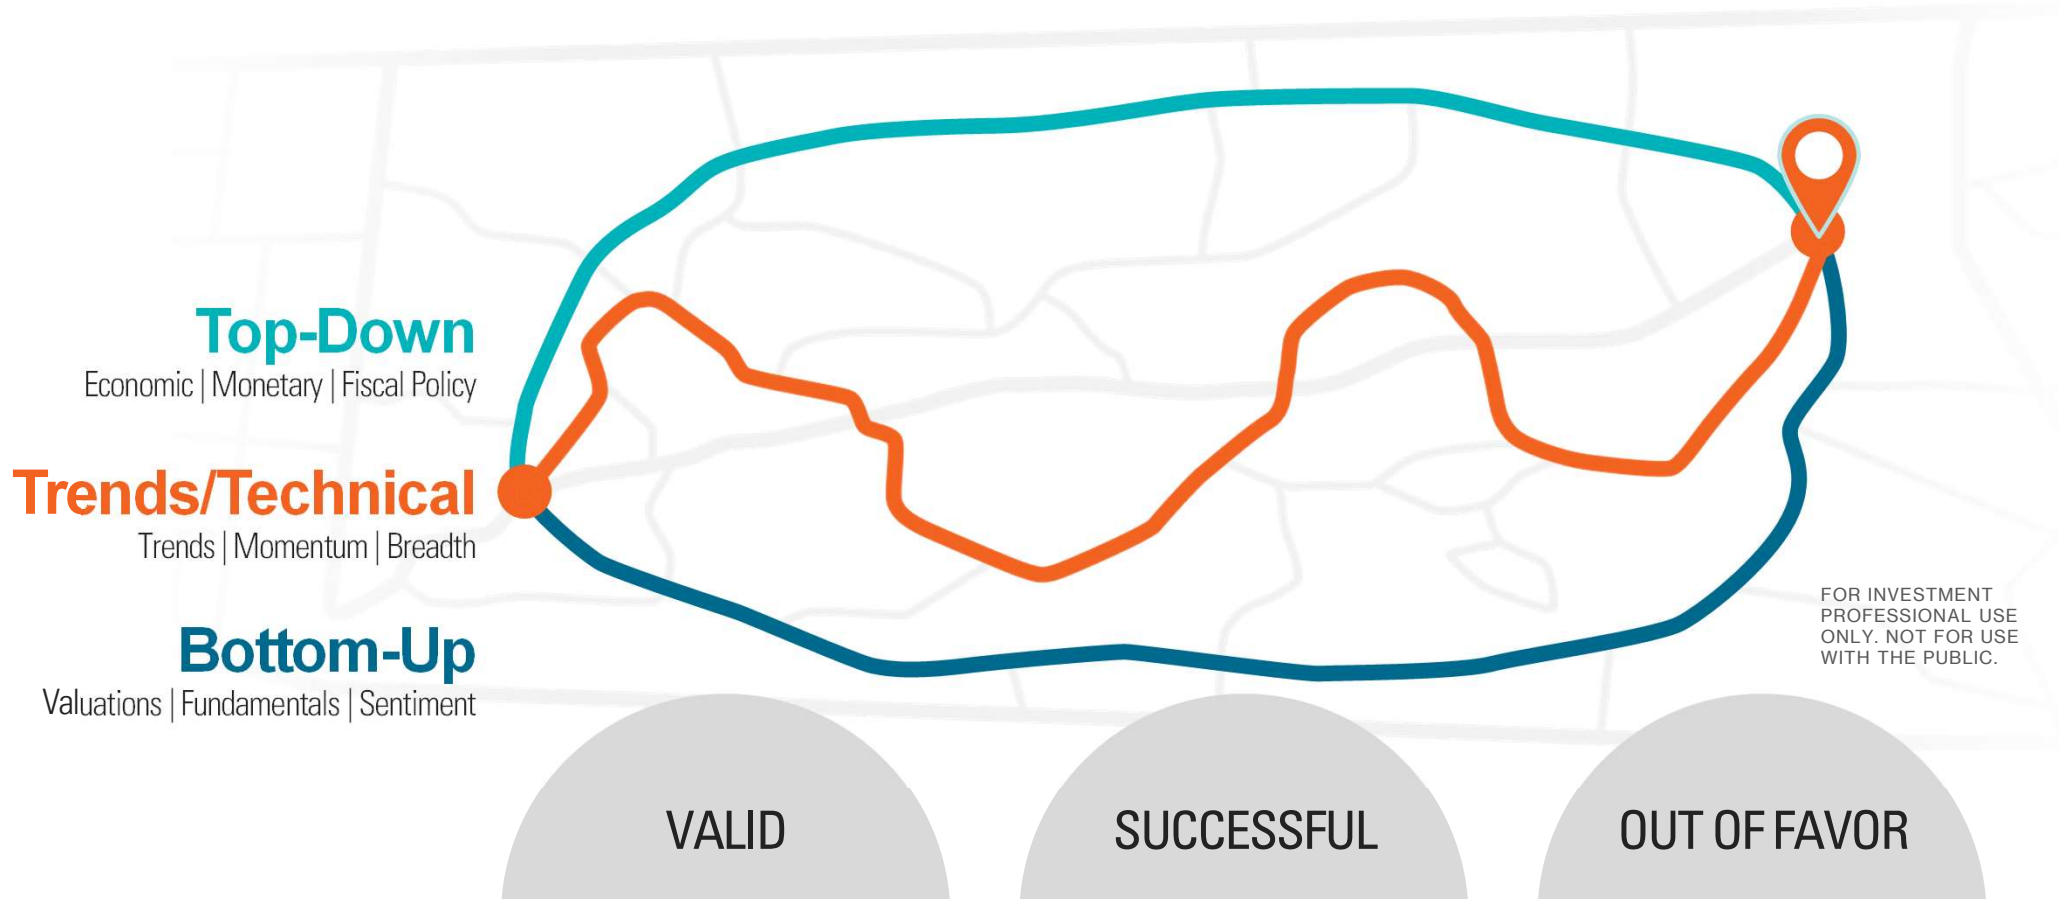 Top-Down
Economic | Monetary | Fiscal Policy
Trends/Technical
Trends | Momentum | Breadth
Bottom-Up
Valuations | Fundamentals | Sentiment
FOR INVESTMENT
PROFESSIONAL USE
ONLY. NOT FOR USE
WITH THE PUBLIC.
VALID
SUCCESSFUL
OUT OF FAVOR